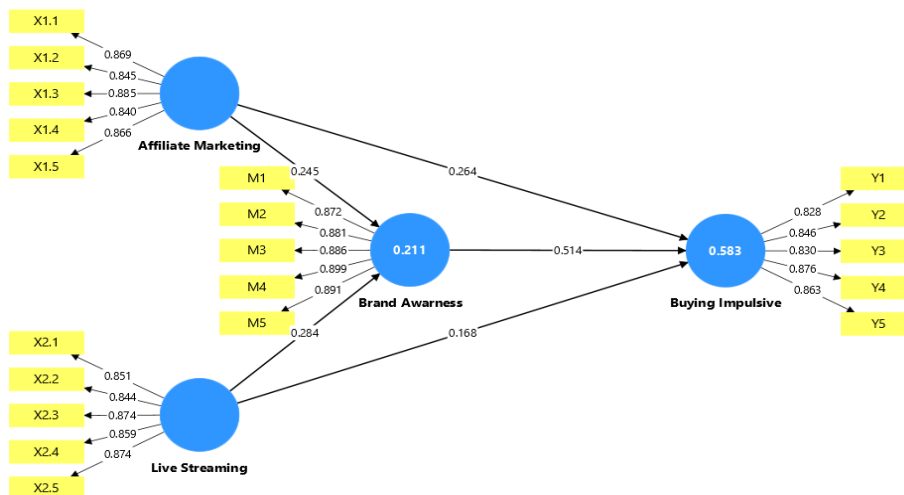 X1.1
0.869
X1.2
0.845
X1.3
0.885
X1.4
0.840
X1.5
0.866
Affiliate Marketing
0.245
0.264
M1
0.872
M2
0.881
M3
0.886
M4
0.899
M5
0.891
0.211
Brand Awarness
0.514
0.284
0.168
X2.1
0.851
X2.2
0.844
X2.3
0.874
X2.4
0.859
X2.5
0.874
Live Streaming
0.583
Buying Impulsive
Y1
0.828
Y2
0.846
Y3
0.830
Y4
0.876
Y5
0.863